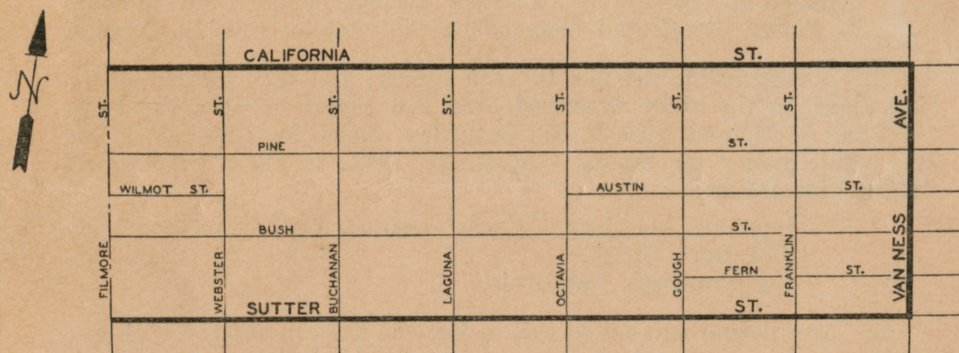 N
CALIFORNIA ST.
ST. ST. ST. ST. ST. ST. ST. AVE.
PINE ST.
WILMOT ST. AUSTIN ST.
BUSH ST.
FILMORE WEBSTER BUCHANAN LAGUNA OCTAVIA GOUGH FRANKLIN VAN NESS
FERN ST.
SUTTER ST.